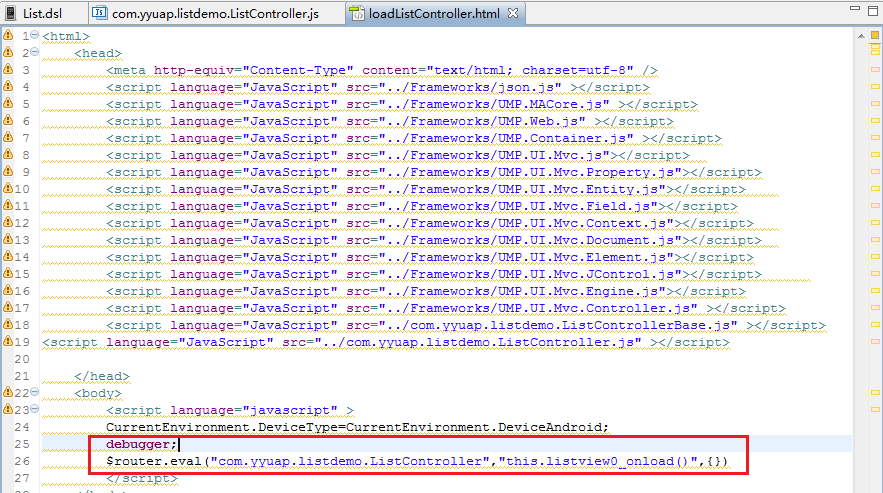 List.dsl com.yyuap.listdemo.ListController.js loadListController.html
1 <html>
2 <head>
3 <meta http-equiv="Content-Type" content="text/html; charset=utf-8" />
4 <script language="JavaScript" src="../Frameworks/json.js" ></script>
5 <script language="JavaScript" src="../Frameworks/UMP.MACore.js" ></script>
6 <script language="JavaScript" src="../Frameworks/UMP.Web.js" ></script>
7 <script language="JavaScript" src="../Frameworks/UMP.Container.js" ></script>
8 <script language="JavaScript" src="../Frameworks/UMP.UI.Mvc.js"></script>
9 <script language="JavaScript" src="../Frameworks/UMP.UI.Mvc.Property.js"></script>
10 <script language="JavaScript" src="../Frameworks/UMP.UI.Mvc.Entity.js"></script>
11 <script language="JavaScript" src="../Frameworks/UMP.UI.Mvc.Field.js"></script>
12 <script language="JavaScript" src="../Frameworks/UMP.UI.Mvc.Context.js"></script>
13 <script language="JavaScript" src="../Frameworks/UMP.UI.Mvc.Document.js"></script>
14 <script language="JavaScript" src="../Frameworks/UMP.UI.Mvc.Element.js"></script>
15 <script language="JavaScript" src="../Frameworks/UMP.UI.Mvc.JControl.js"></script>
16 <script language="JavaScript" src="../Frameworks/UMP.UI.Mvc.Engine.js"></script>
17 <script language="JavaScript" src="../Frameworks/UMP.UI.Mvc.Controller.js" ></script>
18 <script language="JavaScript" src="../com.yyuap.listdemo.ListControllerBase.js" ></script>
19 <script language="JavaScript" src="../com.yyuap.listdemo.ListController.js" ></script>
20
21 </head>
22 <body>
23 <script language="javascript" >
24 CurrentEnvironment.DeviceType=CurrentEnvironment.DeviceAndroid;
25 debugger;
26 $router.eval("com.yyuap.listdemo.ListController","this.listview0_onload()",{})
27 </script>